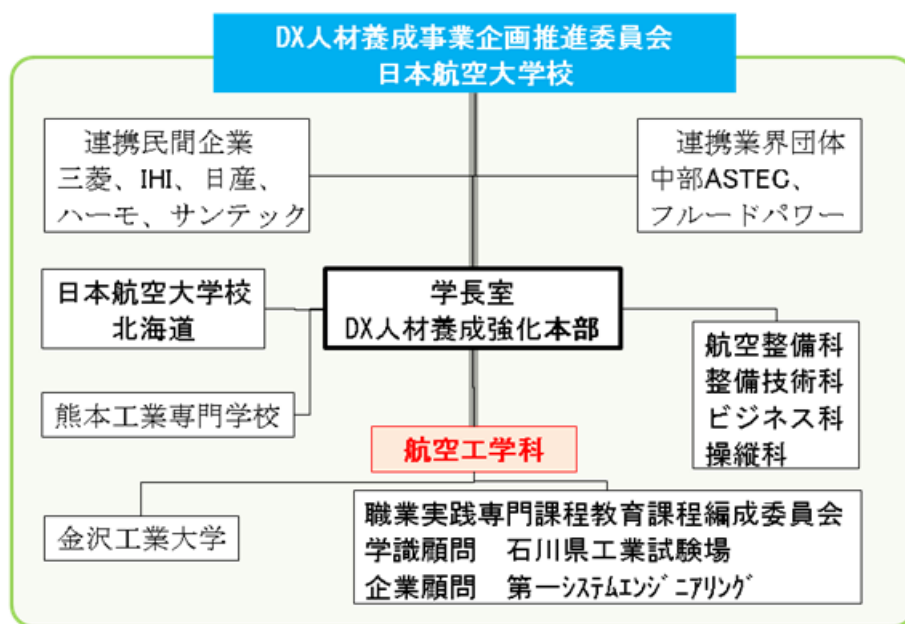 DX人材養成事業企画推進委員会
日本航空大学校
連携民間企業
三菱、IHI、日産、
ハーモ、サンテック
連携業界団体
中部ASTEC、
フルードパワー
日本航空大学校
北海道
学長室
DX人材養成強化本部
航空整備科
整備技術科
ビジネス科
操縦科
熊本工業専門学校
航空工学科
金沢工業大学
職業実践専門課程教育課程編成委員会
学識顧問　石川県工業試験場
企業顧問　第一システムエンジﾞニアリングﾞ